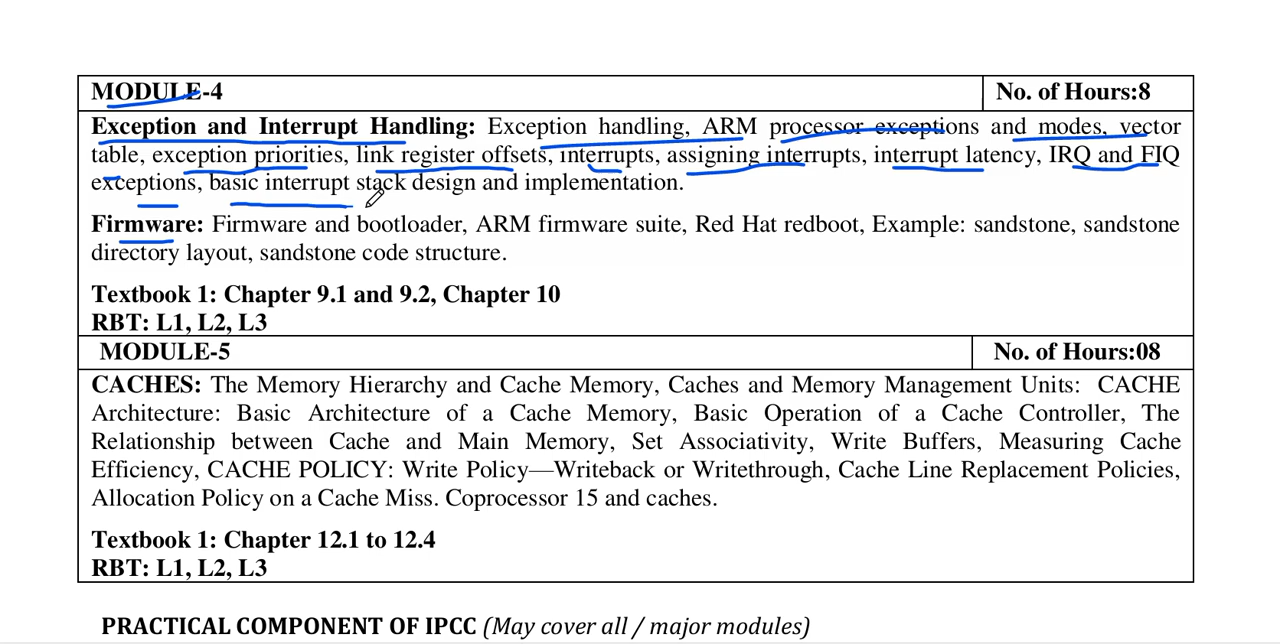 MODULE-4 No. of Hours:8
Exception and Interrupt Handling: Exception handling, ARM processor exceptions and modes, vector
table, exception priorities, link register offsets, interrupts, assigning interrupts, interrupt latency, IRQ and FIQ
exceptions, basic interrupt stack design and implementation.
Firmware: Firmware and bootloader, ARM firmware suite, Red Hat redboot, Example: sandstone, sandstone
directory layout, sandstone code structure.
Textbook 1: Chapter 9.1 and 9.2, Chapter 10
RBT: L1, L2, L3
MODULE-5 No. of Hours:08
CACHES: The Memory Hierarchy and Cache Memory, Caches and Memory Management Units: CACHE
Architecture: Basic Architecture of a Cache Memory, Basic Operation of a Cache Controller, The
Relationship between Cache and Main Memory, Set Associativity, Write Buffers, Measuring Cache
Efficiency, CACHE POLICY: Write Policy—Writeback or Writethrough, Cache Line Replacement Policies,
Allocation Policy on a Cache Miss. Coprocessor 15 and caches.
Textbook 1: Chapter 12.1 to 12.4
RBT: L1, L2, L3
PRACTICAL COMPONENT OF IPCC (May cover all / major modules)